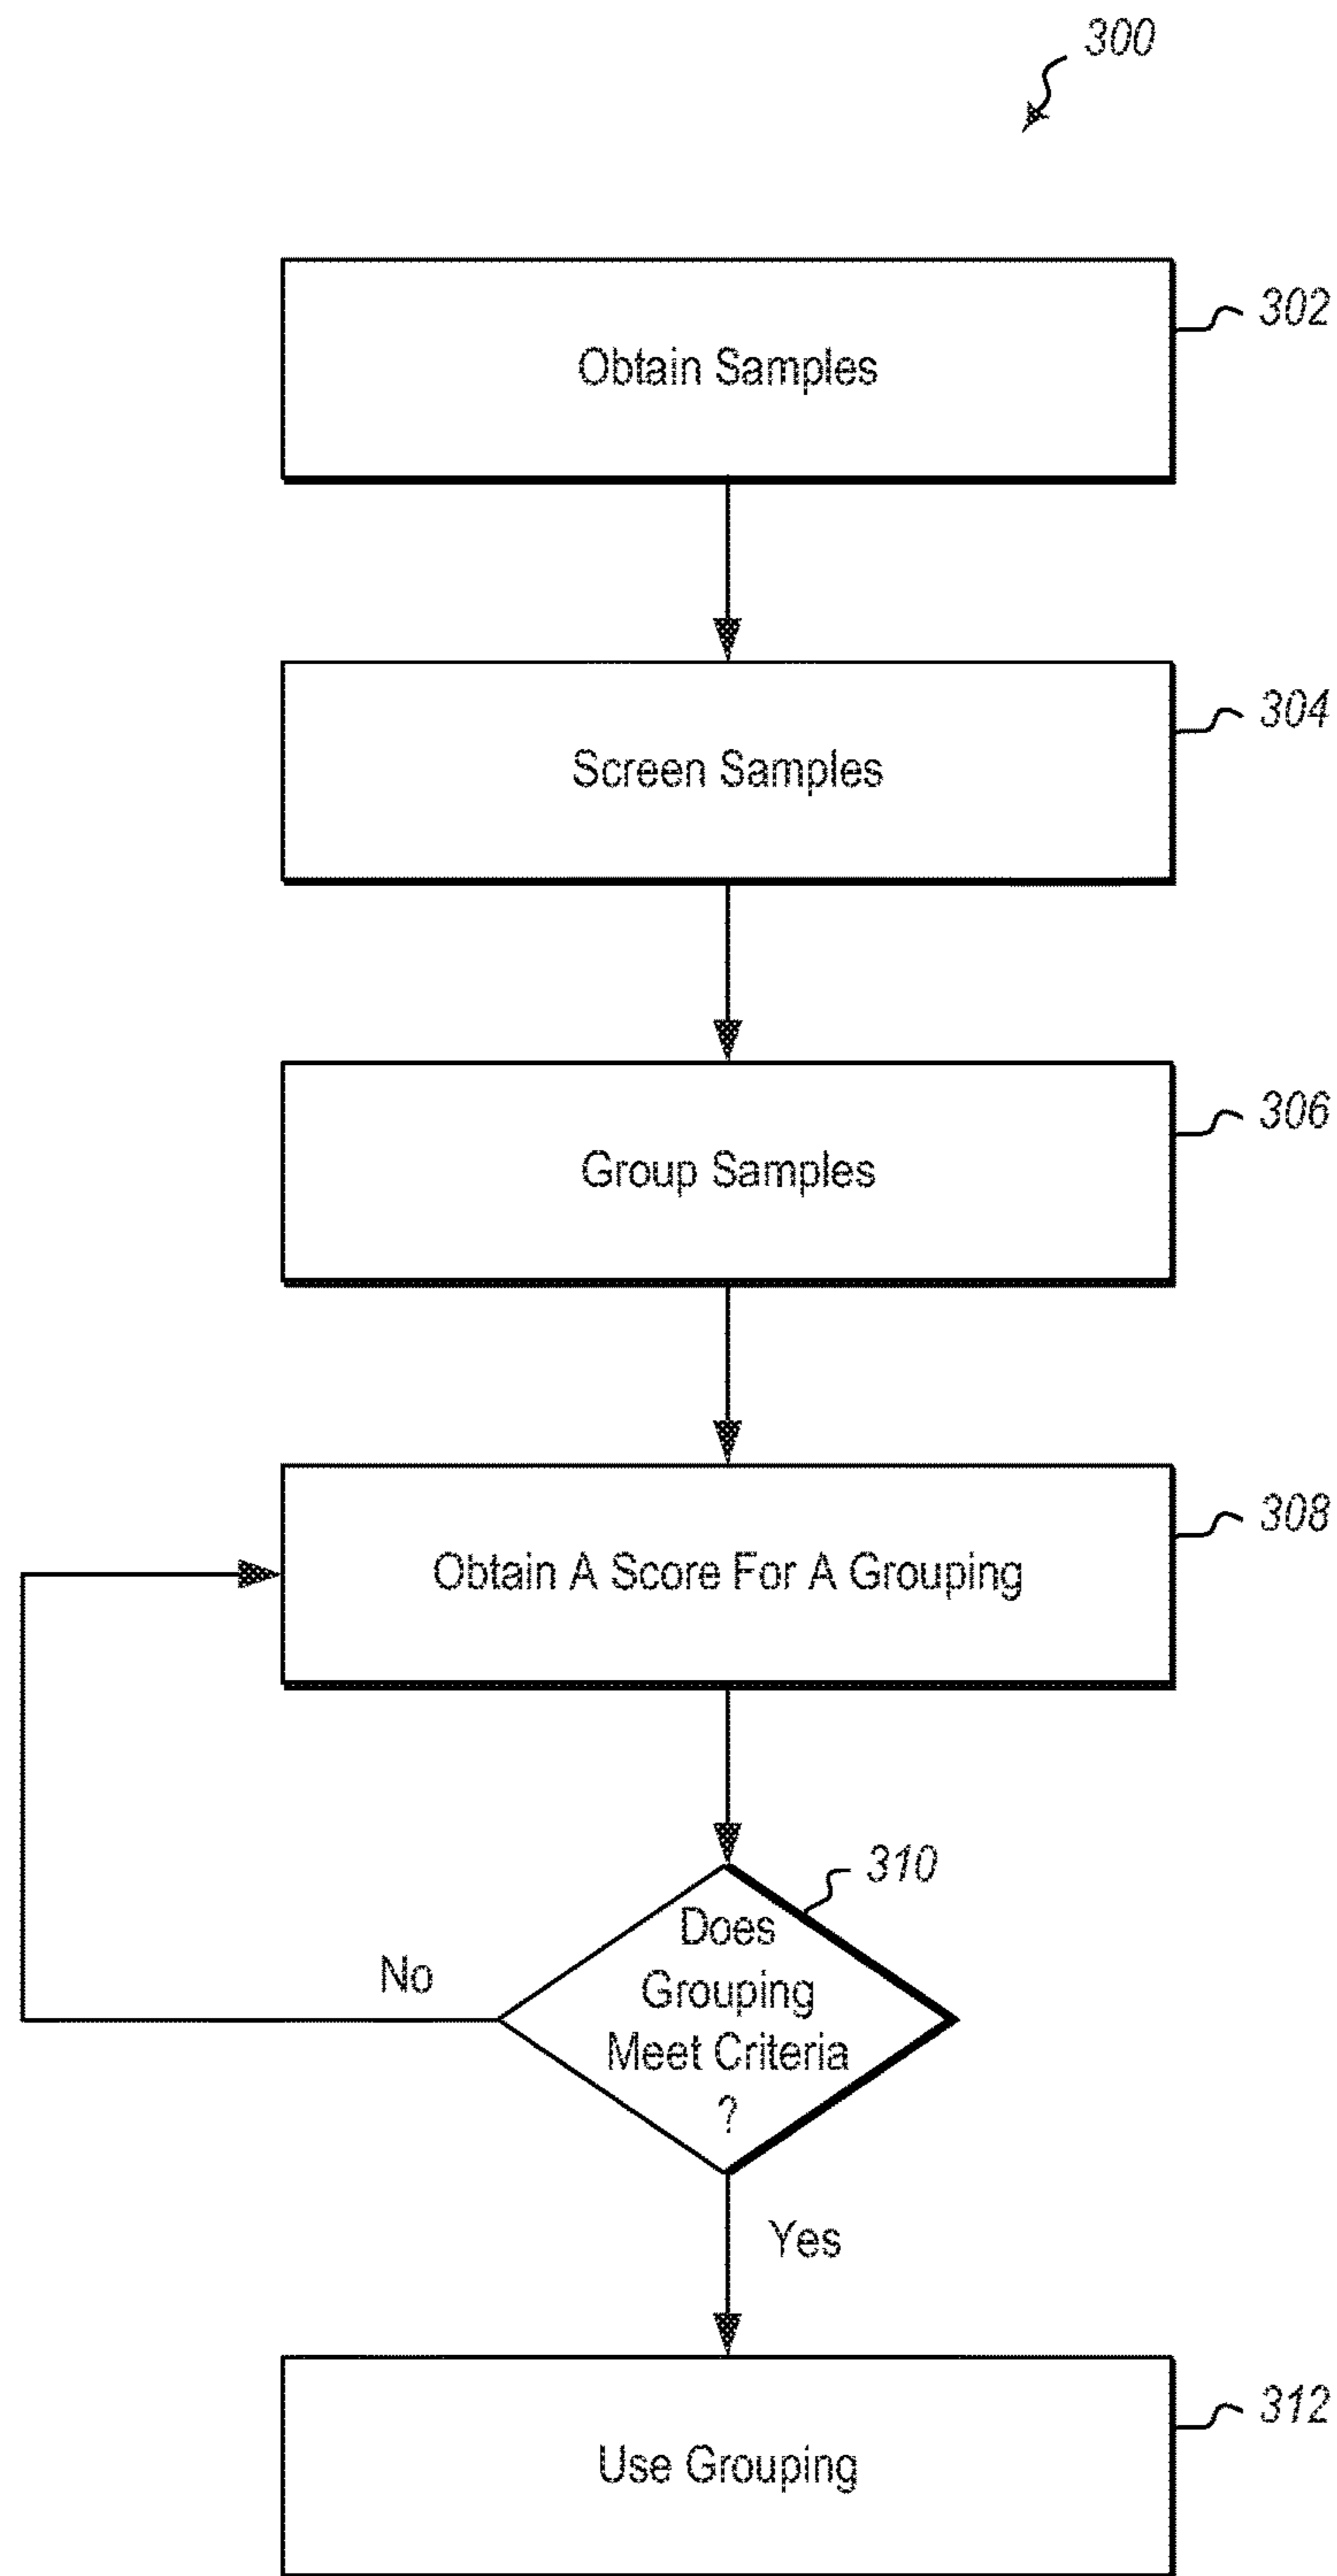 300
Obtain Samples
302
Screen Samples
304
Group Samples
306
Obtain A Score For A Grouping
308
310
Does
Grouping
Meet Criteria
?
No
Yes
Use Grouping
312